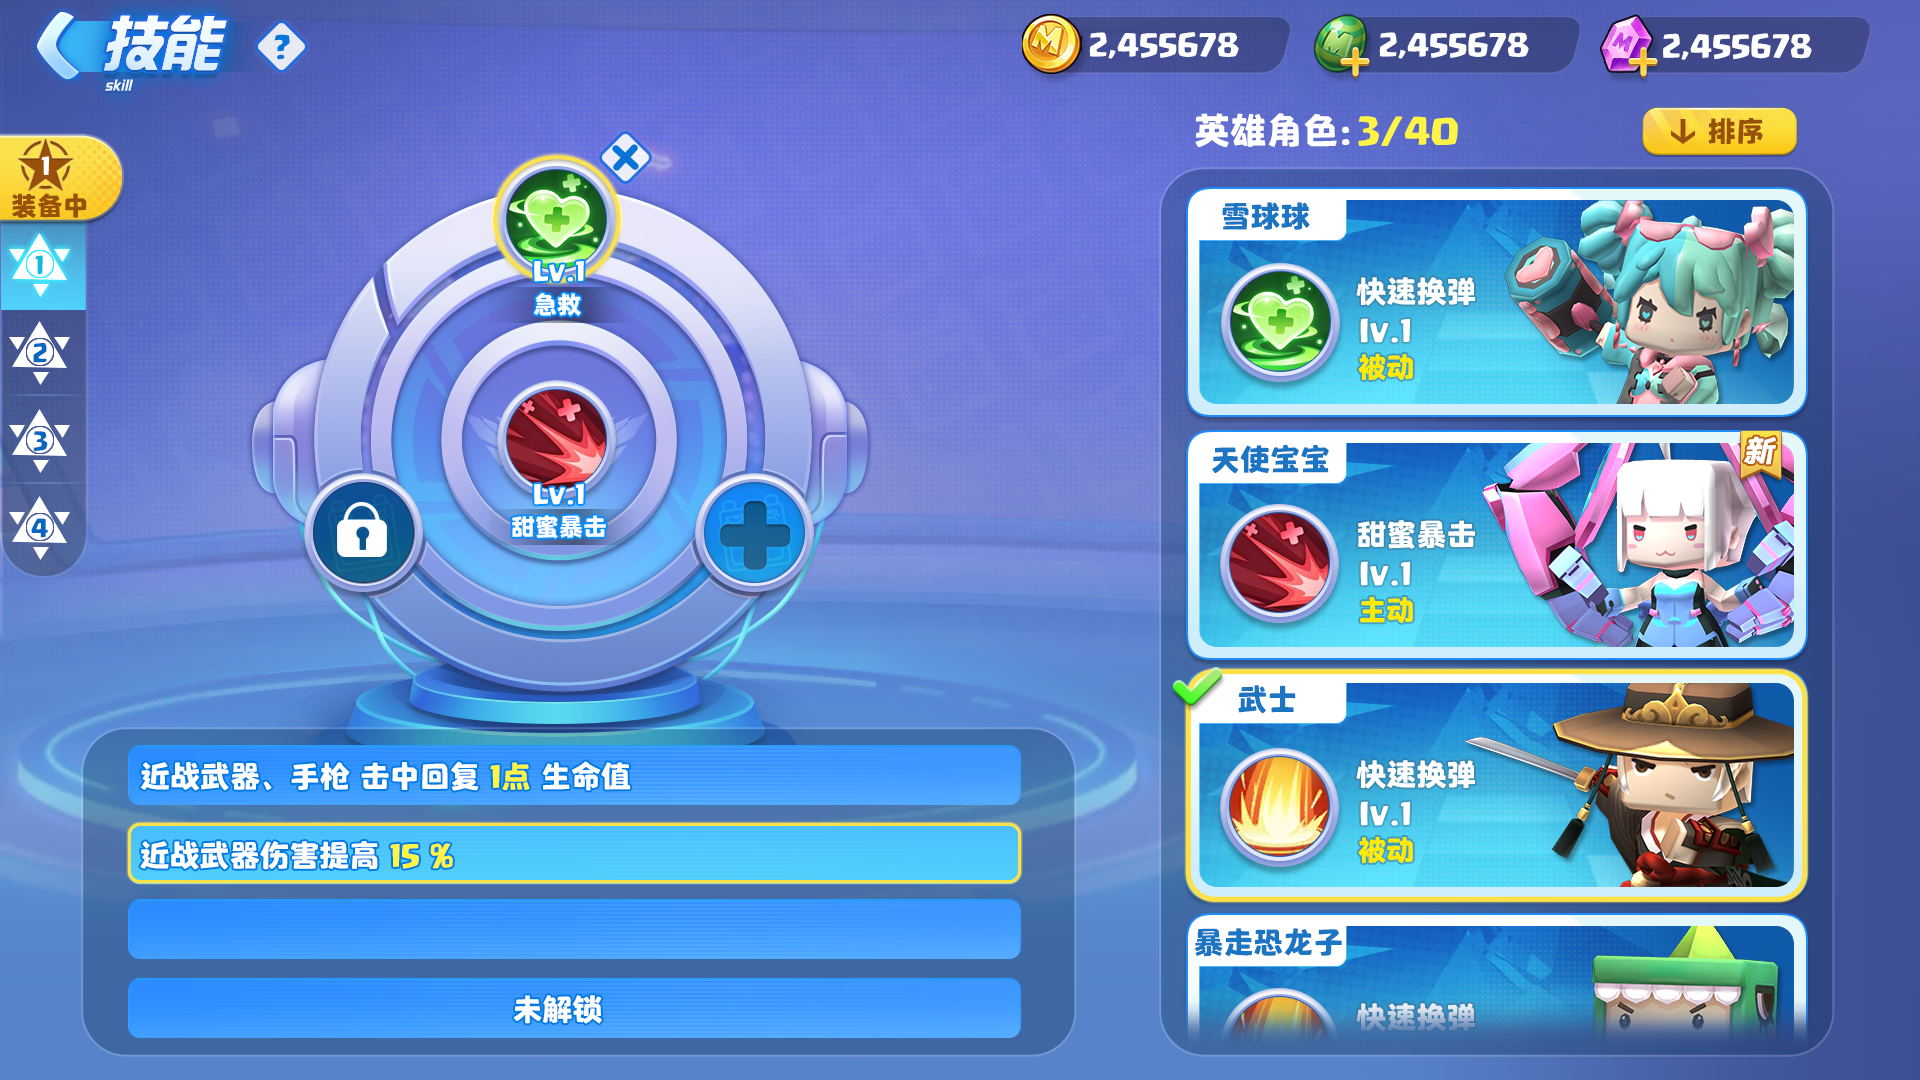 技能
skill
?
2,455678
2,455678
2,455678
1
装备中
1
2
3
4
Lv.1
急救
Lv.1
甜蜜暴击
近战武器、手枪 击中回复 1点 生命值
近战武器伤害提高 15 %
未解锁
英雄角色:3/40
排序
雪球球
快速换弹
lv.1
被动
天使宝宝
新
甜蜜暴击
lv.1
主动
武士
快速换弹
lv.1
被动
暴走恐龙子
快速换弹